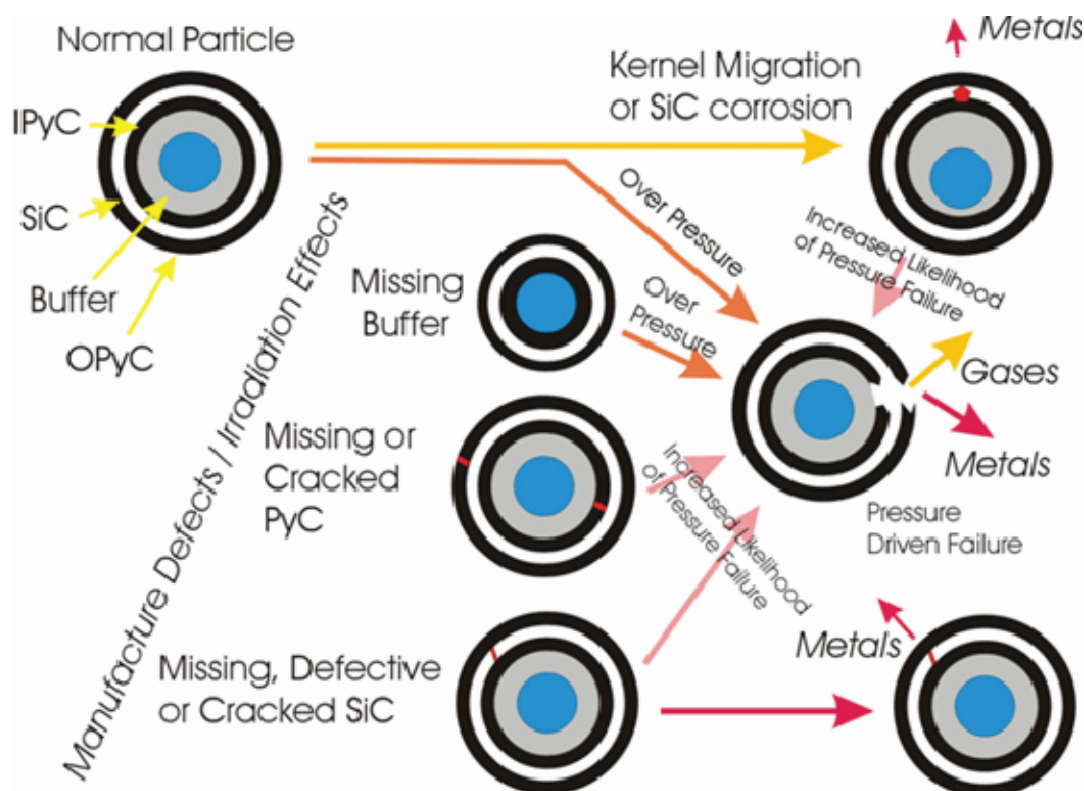 Normal Particle
IPyC
SiC
Buffer
OPyC
Manufacture Defects / Irradiation Effects
Kernel Migration
or SiC corrosion
Metals
Over Pressure
Missing
Buffer
Over
Pressure
Increased Likelihood
of Pressure Failure
Gases
Metals
Pressure
Driven Failure
Missing or
Cracked
PyC
Increased Likelihood
of Pressure Failure
Missing, Defective
or Cracked SiC
Metals